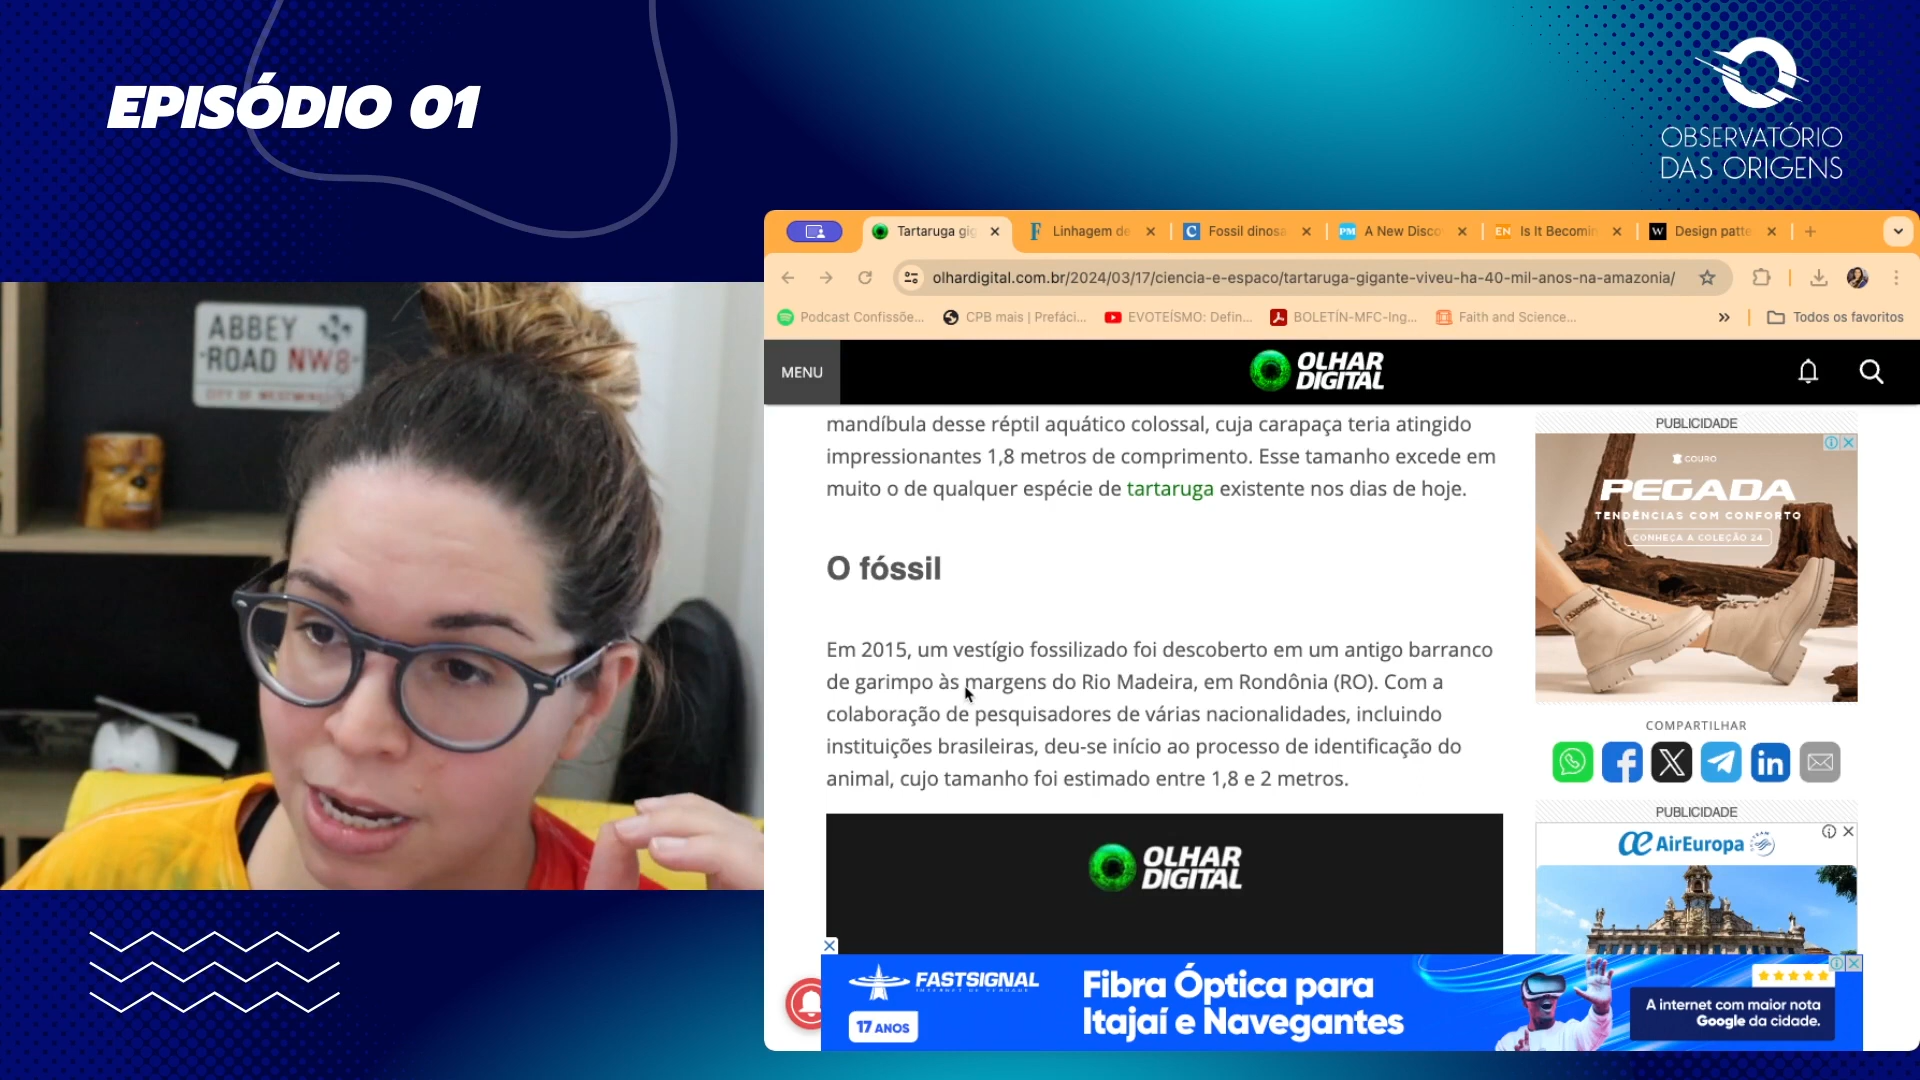 EPISÓDIO 01
OBSERVATÓRIO
DAS ORIGENS
ABBEY
ROAD NW8
CITY OF WESTMINS
Tartaruga gig
Linhagem de
Fossil dinosa
A New Disco
Is It Becomin
Design patte
olhardigital.com.br/2024/03/17/ciencia-e-espaco/tartaruga-gigante-viveu-ha-40-mil-anos-na-amazonia/
Podcast Confissõe...
CPB mais | Prefáci...
EVOTEÍSMO: Defin...
BOLETÍN-MFC-Ing...
Faith and Science...
Todos os favoritos
MENU
OLHAR
DIGITAL
mandíbula desse réptil aquático colossal, cuja carapaça teria atingido
impressionantes 1,8 metros de comprimento. Esse tamanho excede em
muito o de qualquer espécie de tartaruga existente nos dias de hoje.
O fóssil
Em 2015, um vestígio fossilizado foi descoberto em um antigo barranco
de garimpo às margens do Rio Madeira, em Rondônia (RO). Com a
colaboração de pesquisadores de várias nacionalidades, incluindo
instituições brasileiras, deu-se início ao processo de identificação do
animal, cujo tamanho foi estimado entre 1,8 e 2 metros.
OLHAR
DIGITAL
PUBLICIDADE
COURO
PEGADA
TENDÊNCIAS COM CONFORTO
CONHEÇA A COLEÇÃO 24
COMPARTILHAR
PUBLICIDADE
AirEuropa
FASTSIGNAL
INTERNET DE VERDADE
17 ANOS
Fibra Óptica para
Itajaí e Navegantes
A internet com maior nota
Google da cidade.